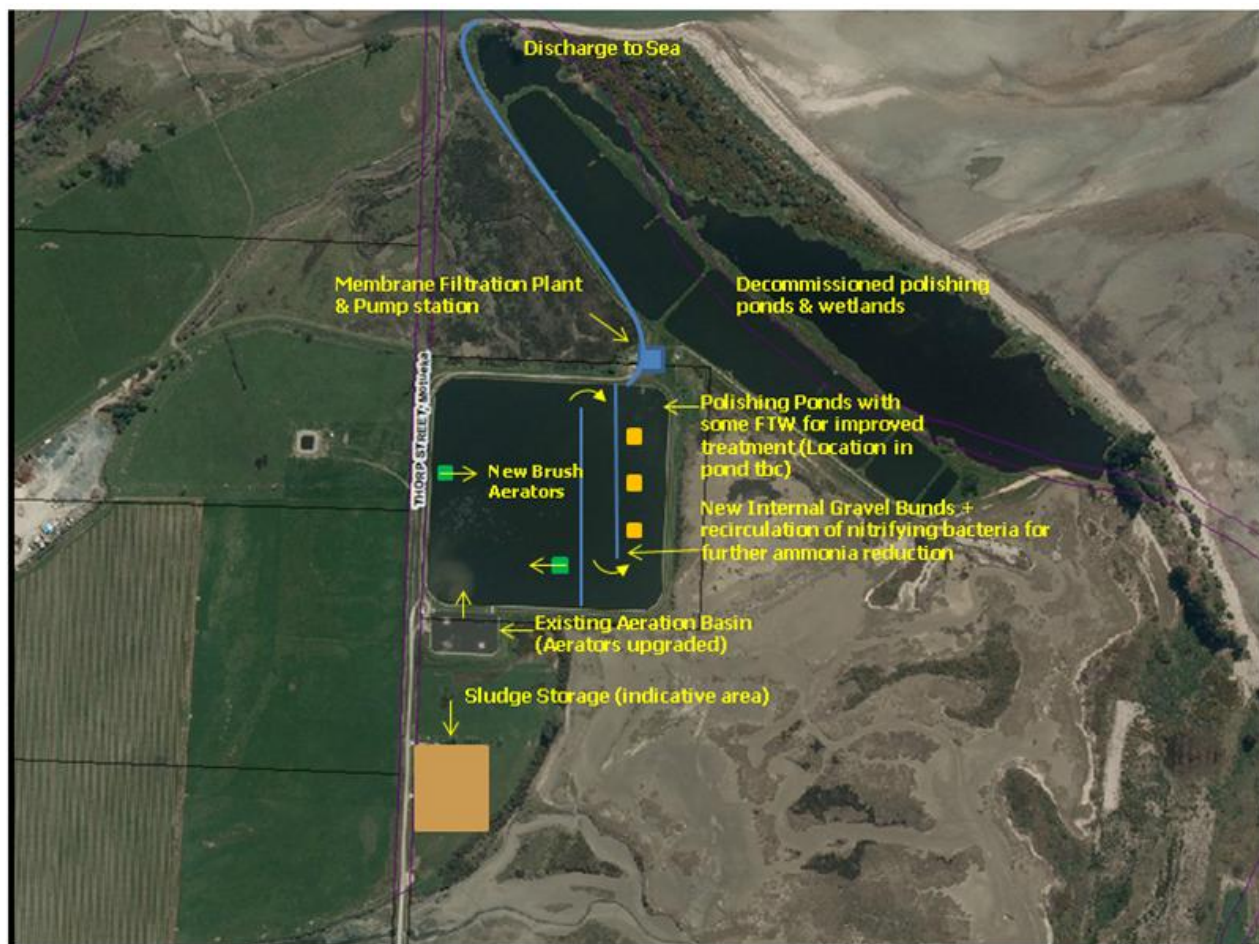 Discharge to Sea
Membrane Filtration Plant
& Pump station
Decommissioned polishing
ponds & wetlands
THORP STREET, Motueka
Polishing Ponds with
some FTW for improved
treatment (Location in
pond tbc)
New Brush
Aerators
New Internal Gravel Bunds +
recirculation of nitrifying bacteria for
further ammonia reduction
Existing Aeration Basin
(Aerators upgraded)
Sludge Storage (indicative area)